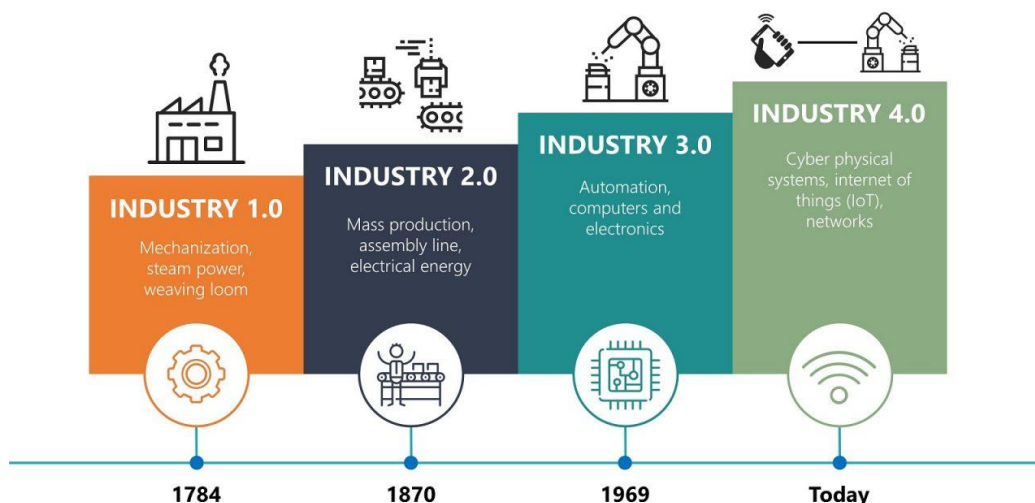 INDUSTRY 1.0
Mechanization,
steam power,
weaving loom
INDUSTRY 2.0
Mass production,
assembly line,
electrical energy
INDUSTRY 3.0
Automation,
computers and
electronics
INDUSTRY 4.0
Cyber physical
systems, internet of
things (IoT),
networks
1784
1870
1969
Today